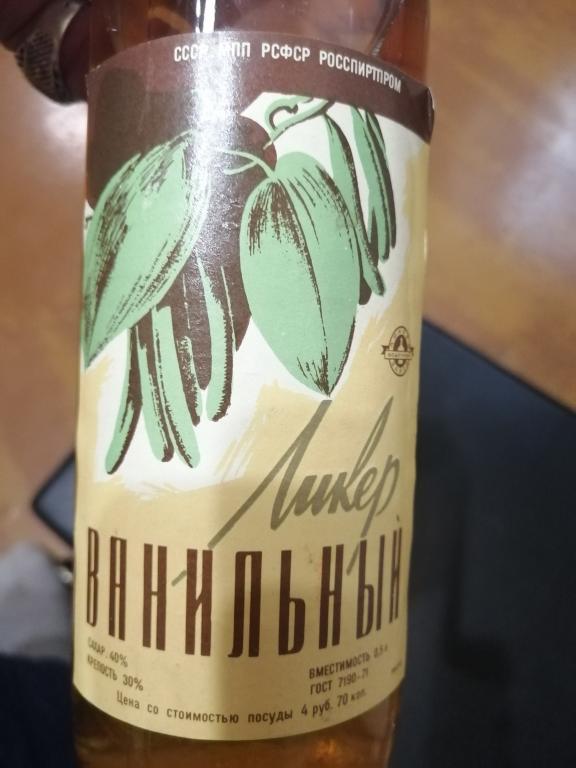 СССР МПП РСФСР РОССПИРТПРОМ
Ликер
ВАНИЛЬНЫЙ
САХАР 40%
КРЕПОСТЬ 30%
ВМЕСТИМОСТЬ 0,5 л
ГОСТ 7190-71
Цена со стоимостью посуды 4 руб. 70 коп.